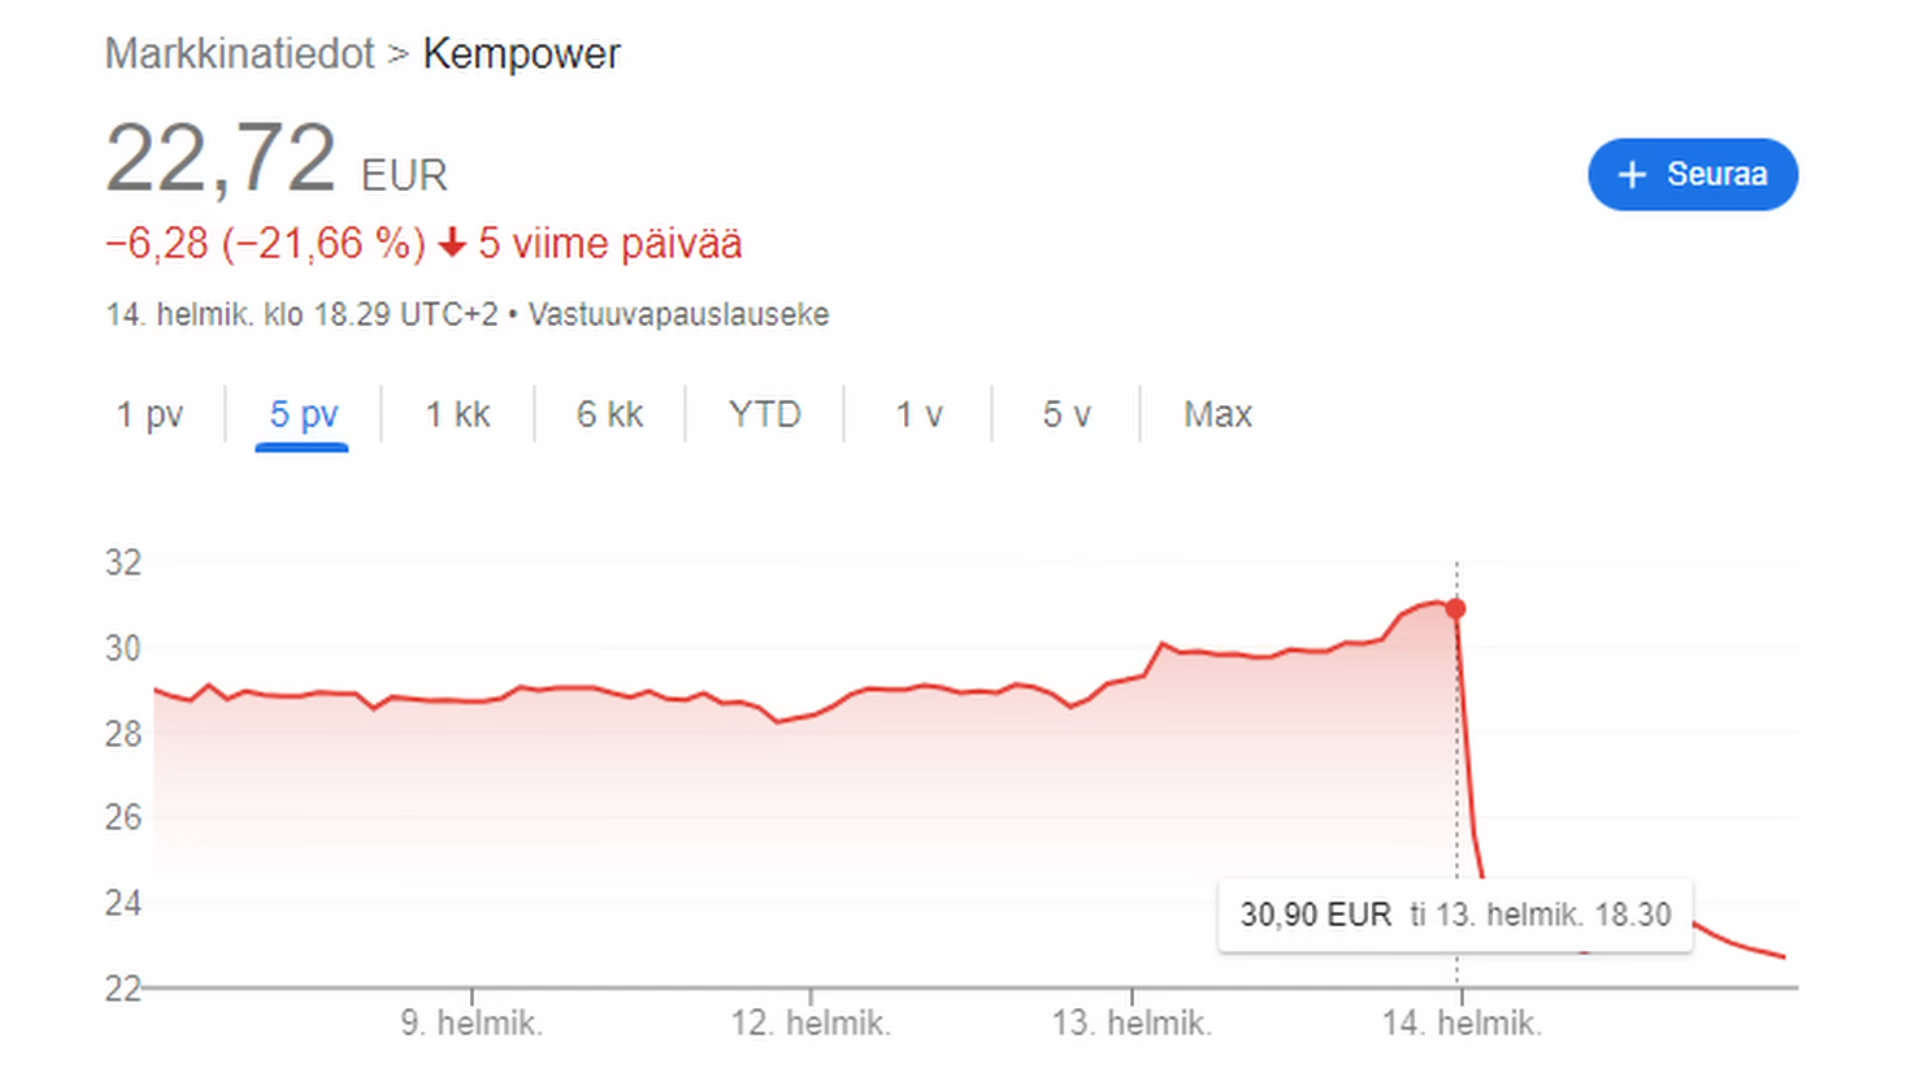 Markkinatiedot > Kempower
22,72 EUR
+ Seuraa
−6,28 (−21,66 %) ↓ 5 viime päivää
14. helmik. klo 18.29 UTC+2 • Vastuuvapauslauseke
1 pv 5 pv 1 kk 6 kk YTD 1 v 5 v Max
32
30
28
26
24
30,90 EUR ti 13. helmik. 18.30
22
9. helmik. 12. helmik. 13. helmik. 14. helmik.